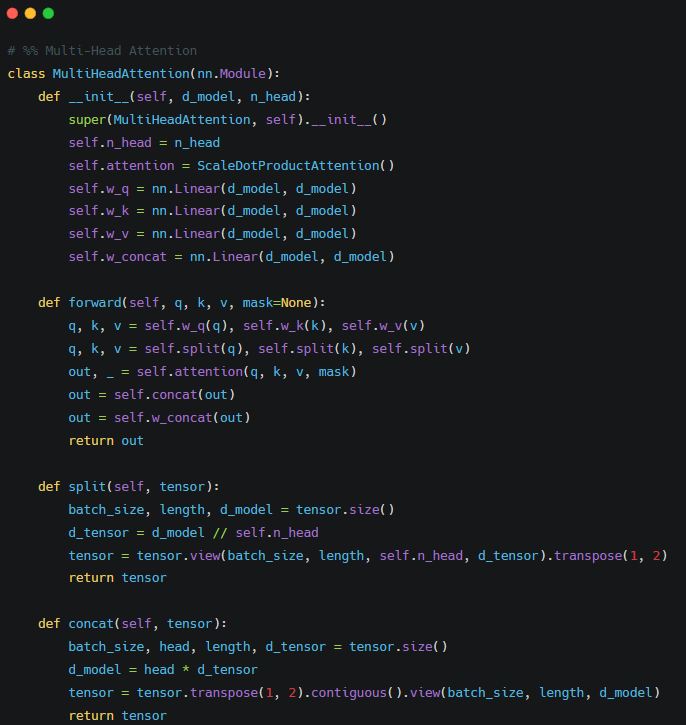 # %% Multi-Head Attention
class MultiHeadAttention(nn.Module):
    def __init__(self, d_model, n_head):
        super(MultiHeadAttention, self).__init__()
        self.n_head = n_head
        self.attention = ScaleDotProductAttention()
        self.w_q = nn.Linear(d_model, d_model)
        self.w_k = nn.Linear(d_model, d_model)
        self.w_v = nn.Linear(d_model, d_model)
        self.w_concat = nn.Linear(d_model, d_model)

    def forward(self, q, k, v, mask=None):
        q, k, v = self.w_q(q), self.w_k(k), self.w_v(v)
        q, k, v = self.split(q), self.split(k), self.split(v)
        out, _ = self.attention(q, k, v, mask)
        out = self.concat(out)
        out = self.w_concat(out)
        return out

    def split(self, tensor):
        batch_size, length, d_model = tensor.size()
        d_tensor = d_model // self.n_head
        tensor = tensor.view(batch_size, length, self.n_head, d_tensor).transpose(1, 2)
        return tensor

    def concat(self, tensor):
        batch_size, head, length, d_tensor = tensor.size()
        d_model = head * d_tensor
        tensor = tensor.transpose(1, 2).contiguous().view(batch_size, length, d_model)
        return tensor